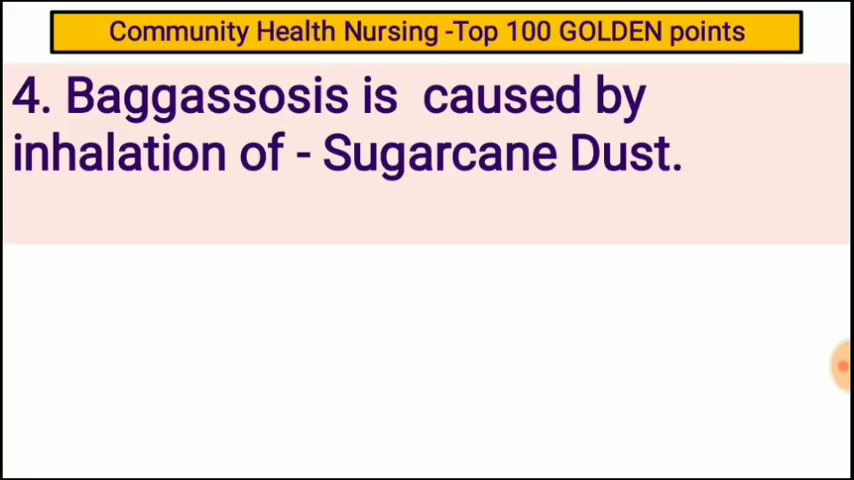 Community Health Nursing -Top 100 GOLDEN points
4. Baggassosis is caused by
inhalation of - Sugarcane Dust.